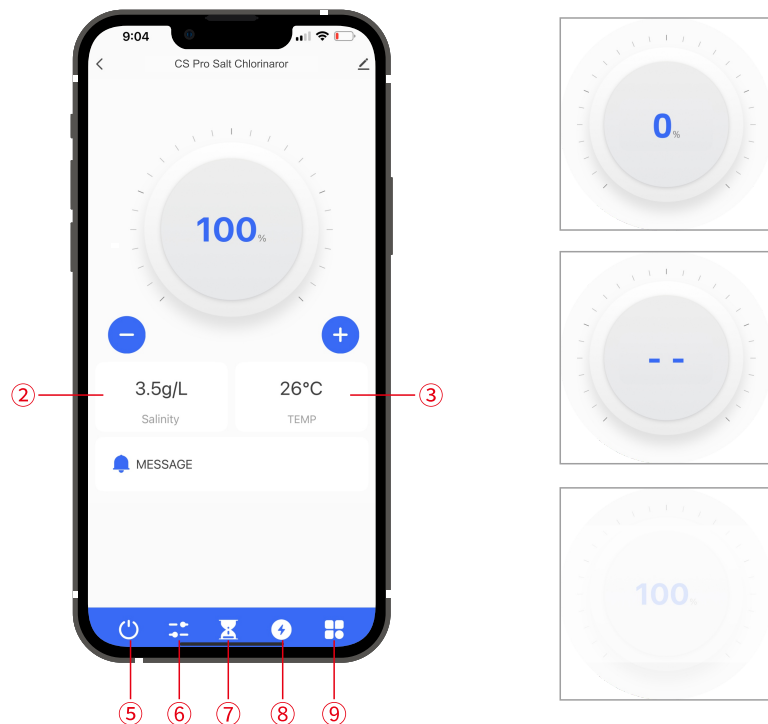 9:04
CS Pro Salt Chlorinaror
100%
− +
② 3.5g/L 26°C ③
Salinity TEMP
MESSAGE
⑤ ⑥ ⑦ ⑧ ⑨
0%
- -
100%